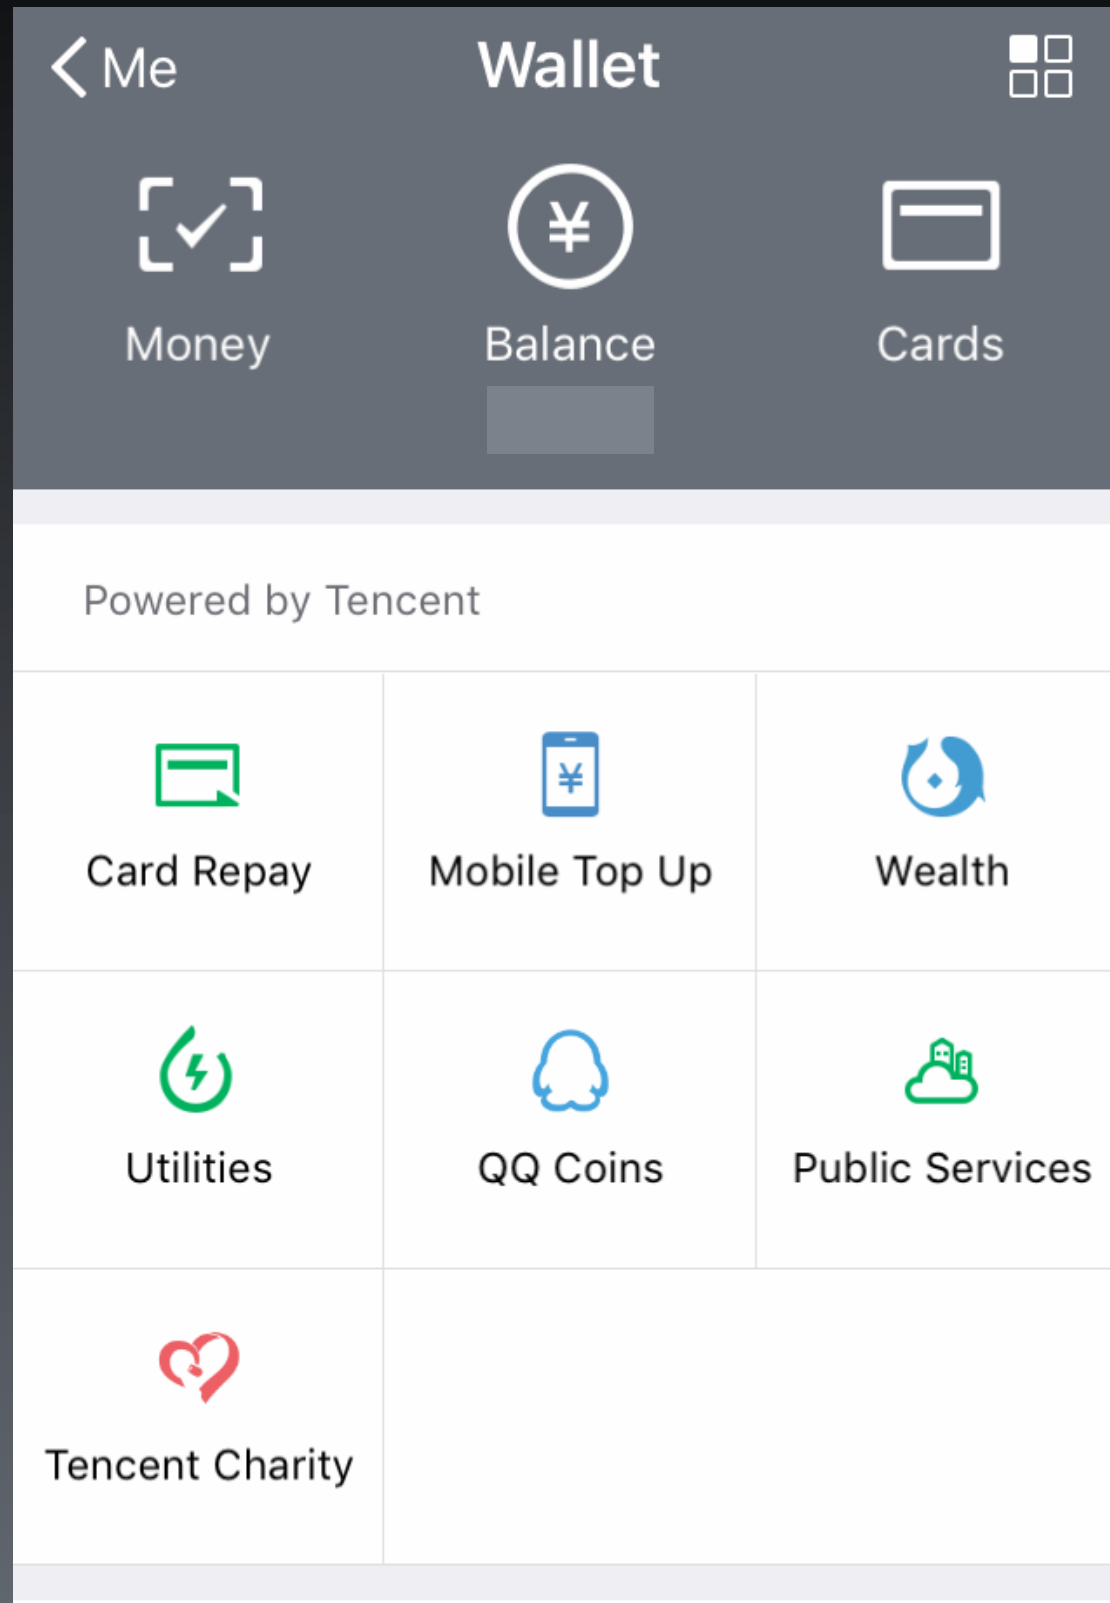 Me
Wallet
Money
¥
Balance
Cards
Powered by Tencent
Card Repay
¥
Mobile Top Up
Wealth
Utilities
QQ Coins
Public Services
Tencent Charity